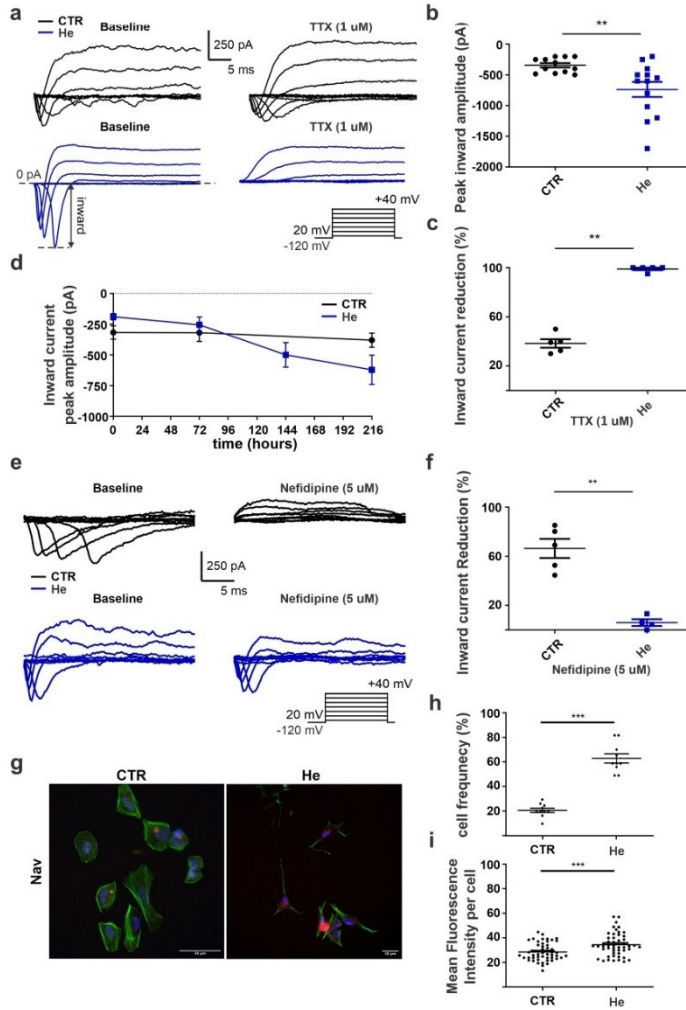 a
CTR
He
Baseline
TTX (1 uM)
250 pA
5 ms
Baseline
TTX (1 uM)
0 pA
inward
+40 mV
20 mV
-120 mV
b
**
Peak inward amplitude (pA)
0
-500
-1000
-1500
-2000
CTR
He
c
**
Inward current reduction (%)
100
60
20
CTR
He
TTX (1 uM)
d
Inward current
peak amplitude (pA)
0
-250
-500
-750
-1000
CTR
He
0 24 48 72 96 120 144 168 192 216
time (hours)
e
Baseline
Nefidipine (5 uM)
250 pA
5 ms
CTR
He
Baseline
Nefidipine (5 uM)
+40 mV
20 mV
-120 mV
f
**
Inward current Reduction (%)
100
60
20
CTR
He
Nefidipine (5 uM)
g
CTR
He
Nav
h
***
cell frequnecy (%)
100
80
60
40
20
CTR
He
i
***
Mean Fluorescence
Intensity per cell
100
80
60
40
20
CTR
He